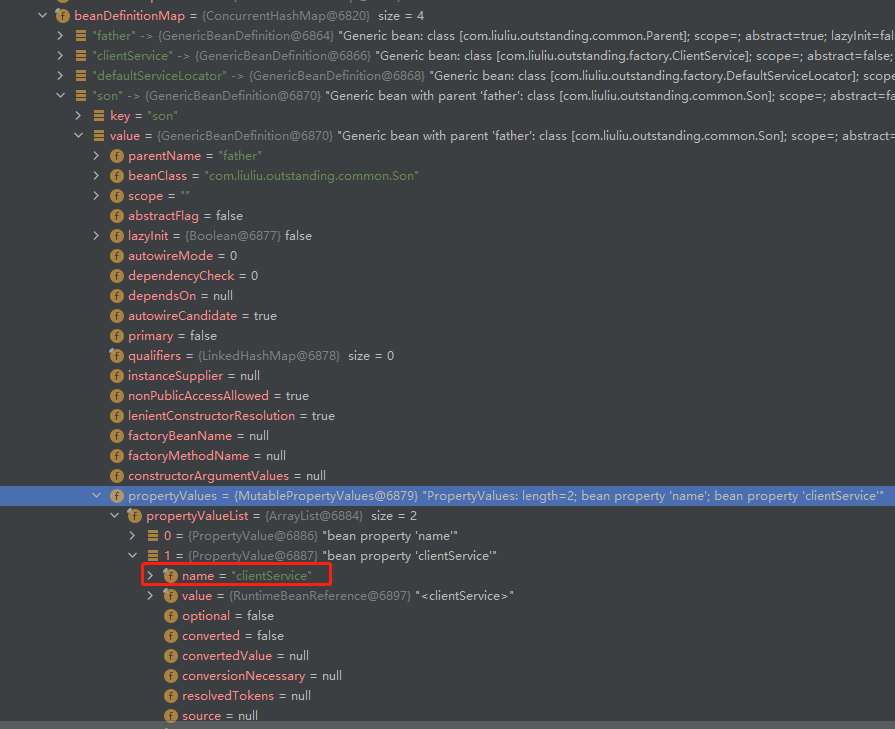 beanDefinitionMap = {ConcurrentHashMap@6820} size = 4
"father" -> {GenericBeanDefinition@6864} "Generic bean: class [com.liuliu.outstanding.common.Parent]; scope=; abstract=true; lazyInit=fal
"clientService" -> {GenericBeanDefinition@6866} "Generic bean: class [com.liuliu.outstanding.factory.ClientService]; scope=; abstract=false;
"defaultServiceLocator" -> {GenericBeanDefinition@6868} "Generic bean: class [com.liuliu.outstanding.factory.DefaultServiceLocator]; scope
"son" -> {GenericBeanDefinition@6870} "Generic bean with parent 'father': class [com.liuliu.outstanding.common.Son]; scope=; abstract=fa
key = "son"
value = {GenericBeanDefinition@6870} "Generic bean with parent 'father': class [com.liuliu.outstanding.common.Son]; scope=; abstract=
parentName = "father"
beanClass = "com.liuliu.outstanding.common.Son"
scope = ""
abstractFlag = false
lazyInit = {Boolean@6877} false
autowireMode = 0
dependencyCheck = 0
dependsOn = null
autowireCandidate = true
primary = false
qualifiers = {LinkedHashMap@6878} size = 0
instanceSupplier = null
nonPublicAccessAllowed = true
lenientConstructorResolution = true
factoryBeanName = null
factoryMethodName = null
constructorArgumentValues = null
propertyValues = {MutablePropertyValues@6879} "PropertyValues: length=2; bean property 'name'; bean property 'clientService'"
propertyValueList = {ArrayList@6884} size = 2
0 = {PropertyValue@6886} "bean property 'name'"
1 = {PropertyValue@6887} "bean property 'clientService'"
name = "clientService"
value = {RuntimeBeanReference@6897} "<clientService>"
optional = false
converted = false
convertedValue = null
conversionNecessary = null
resolvedTokens = null
source = null